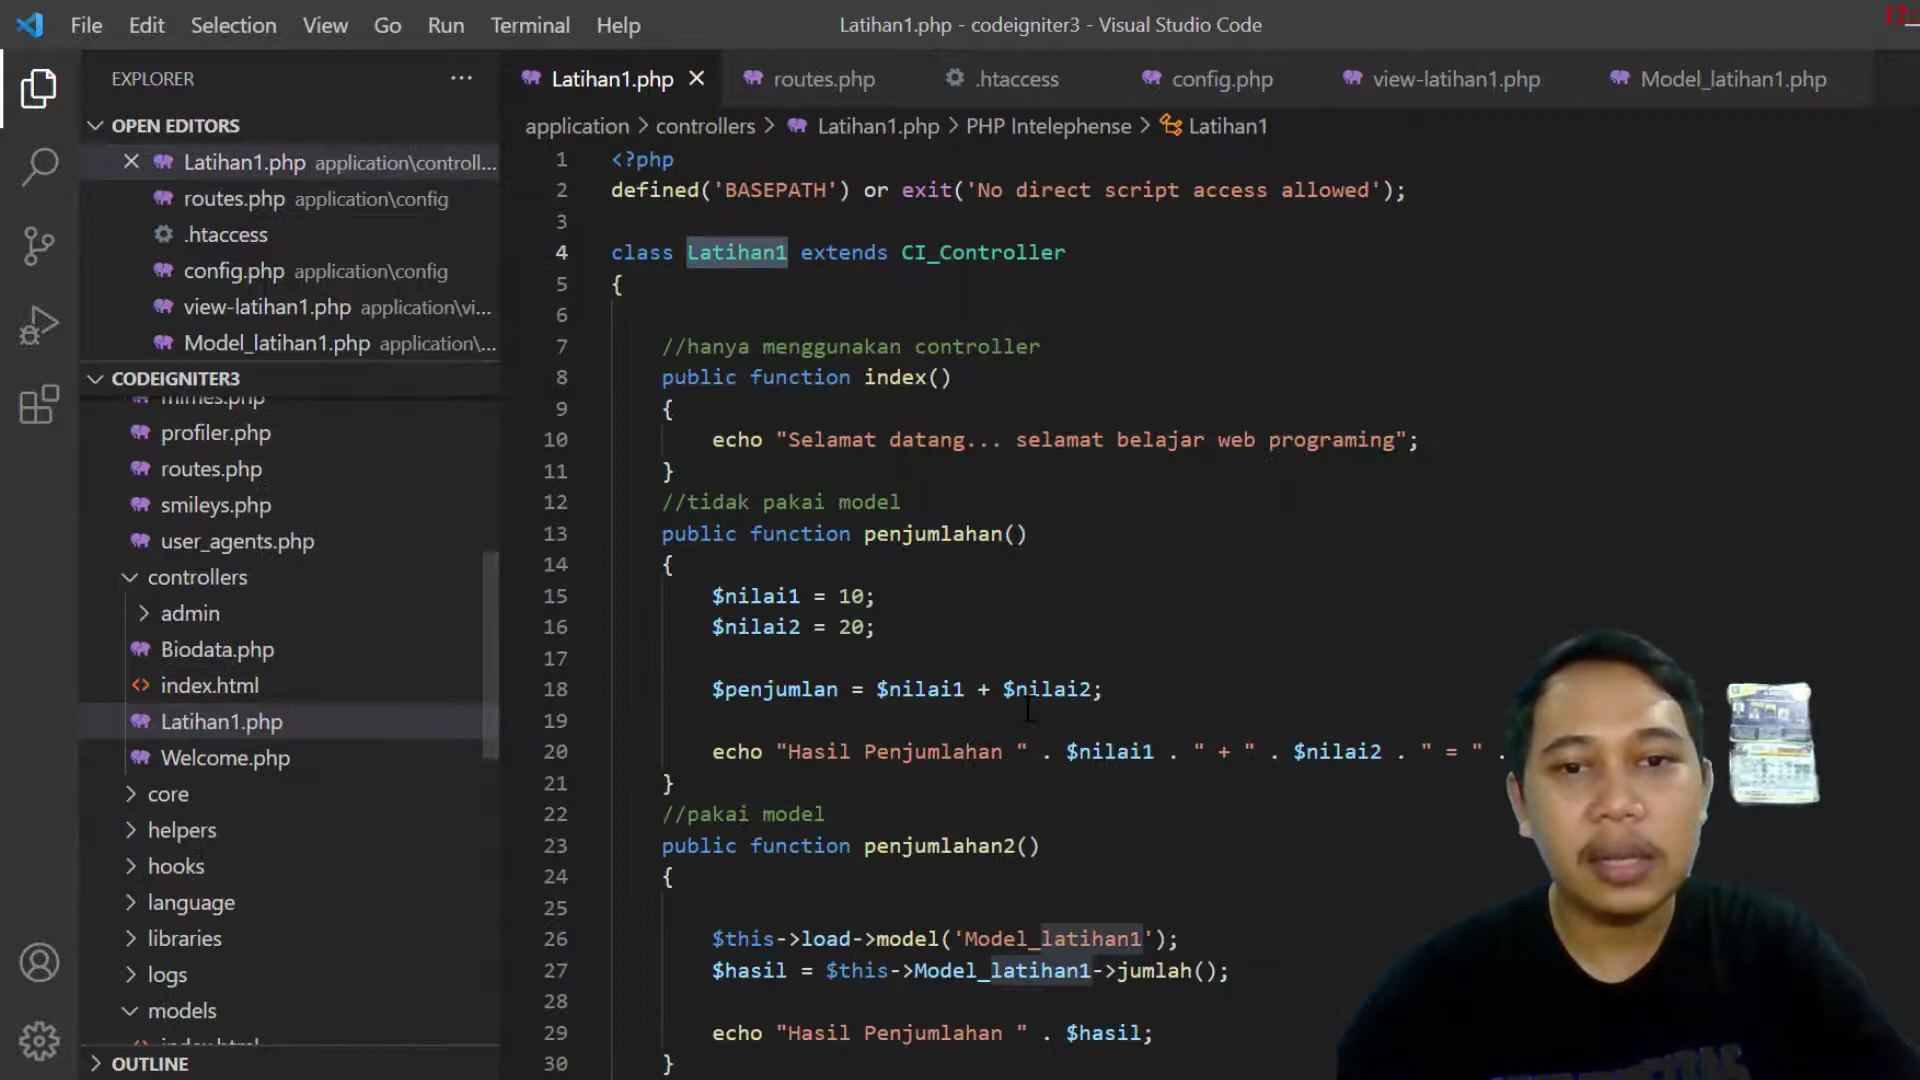 File Edit Selection View Go Run Terminal Help
Latihan1.php - codeigniter3 - Visual Studio Code
12:
EXPLORER ...
OPEN EDITORS
Latihan1.php application\controll...
routes.php application\config
.htaccess
config.php application\config
view-latihan1.php application\vi...
Model_latihan1.php application\...
CODEIGNITER3
mimes.php
profiler.php
routes.php
smileys.php
user_agents.php
controllers
admin
Biodata.php
index.html
Latihan1.php
Welcome.php
core
helpers
hooks
language
libraries
logs
models
index.html
OUTLINE
Latihan1.php routes.php .htaccess config.php view-latihan1.php Model_latihan1.php
application > controllers > Latihan1.php > PHP Intelephense > Latihan1
1 <?php
2 defined('BASEPATH') or exit('No direct script access allowed');
3
4 class Latihan1 extends CI_Controller
5 {
6
7 //hanya menggunakan controller
8 public function index()
9 {
10 echo "Selamat datang... selamat belajar web programing";
11 }
12 //tidak pakai model
13 public function penjumlahan()
14 {
15 $nilai1 = 10;
16 $nilai2 = 20;
17
18 $penjumlan = $nilai1 + $nilai2;
19
20 echo "Hasil Penjumlahan " . $nilai1 . " + " . $nilai2 . " = " .
21 }
22 //pakai model
23 public function penjumlahan2()
24 {
25
26 $this->load->model('Model_latihan1');
27 $hasil = $this->Model_latihan1->jumlah();
28
29 echo "Hasil Penjumlahan " . $hasil;
30 }